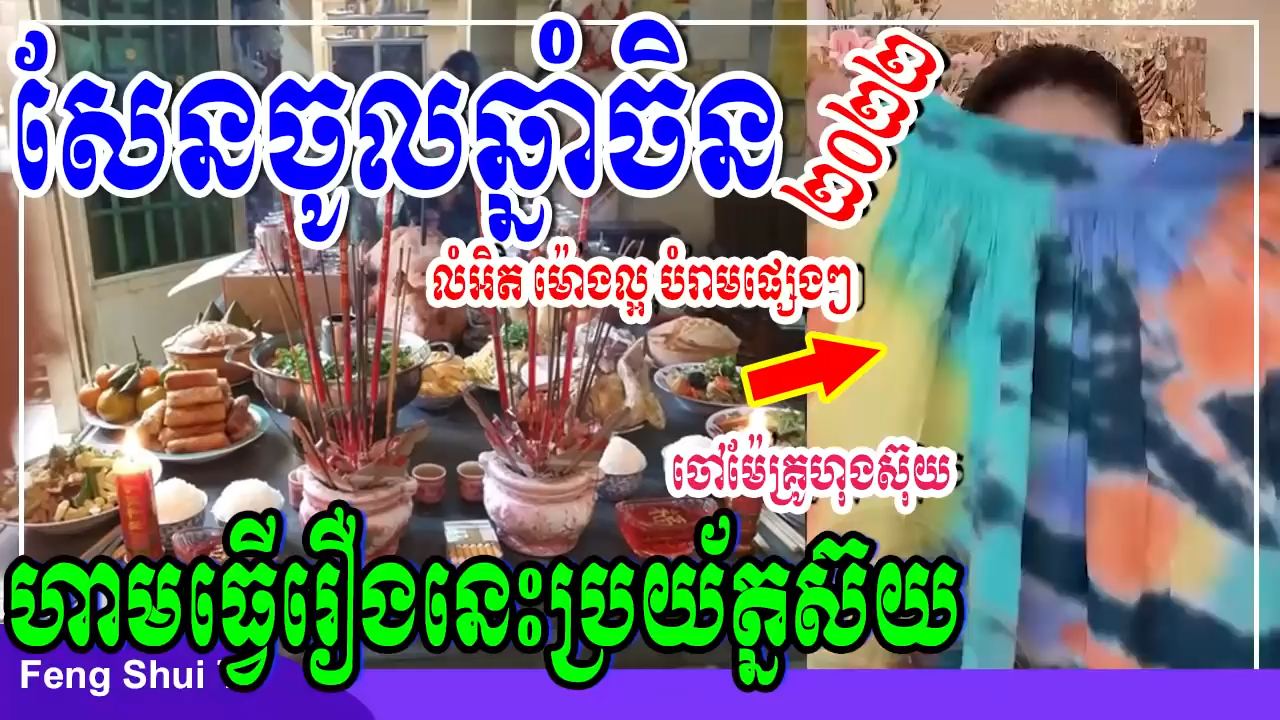 សែនចូលឆ្នាំចិន
២០២២
លំអិត ម៉ោងល្អ បំរាមផ្សេងៗ
ចៅម៉ែគ្រូហុងស៊ុយ
ហាមធ្វើរឿងនេះប្រយ័ត្នស៊យ
Feng Shui